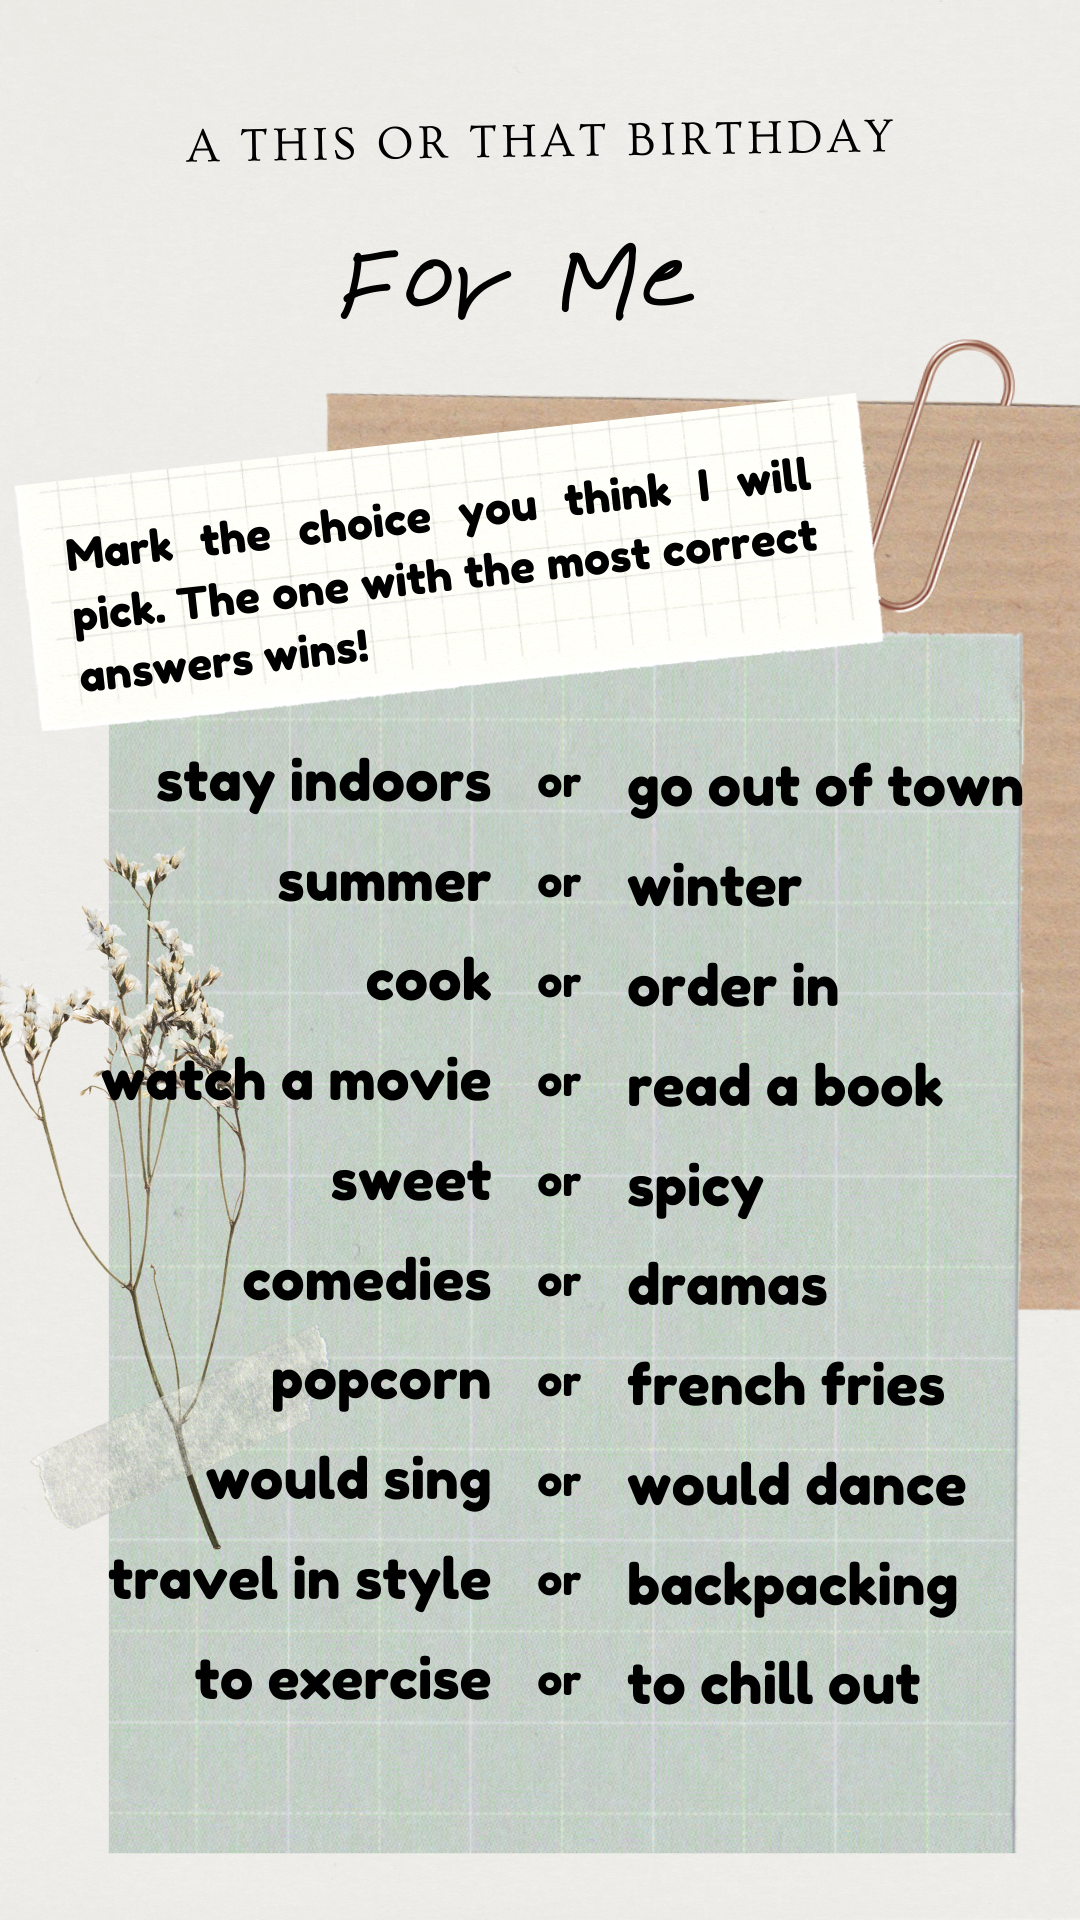 A THIS OR THAT BIRTHDAY
For Me
Mark the choice you think I will
pick. The one with the most correct
answers wins!
stay indoors or go out of town
summer or winter
cook or order in
watch a movie or read a book
sweet or spicy
comedies or dramas
popcorn or french fries
would sing or would dance
travel in style or backpacking
to exercise or to chill out